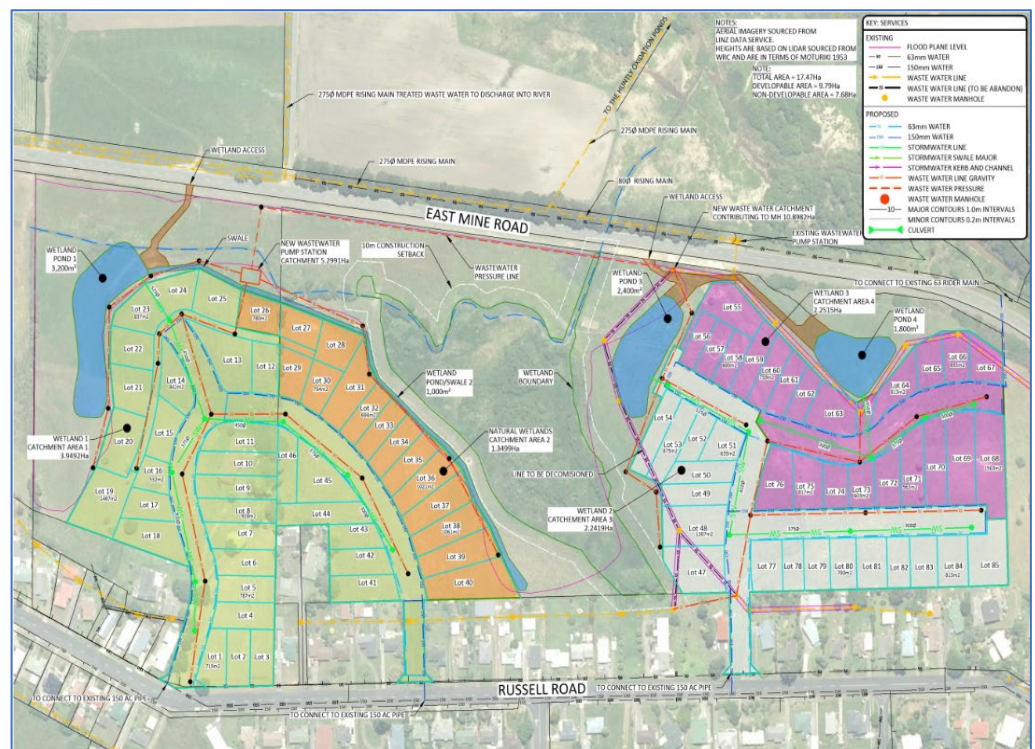 NOTES:
AERIAL IMAGERY SOURCED FROM
LINZ DATA SERVICE.
HEIGHTS ARE BASED ON LIDAR SOURCED FROM
WRC AND ARE IN TERMS OF MOTURIKI 1953
NOTE:
TOTAL AREA = 17.47Ha
DEVELOPABLE AREA = 9.79Ha
NON-DEVELOPABLE AREA = 7.68Ha
KEY: SERVICES
EXISTING
FLOOD PLANE LEVEL
63mm WATER
150mm WATER
WASTE WATER LINE
WASTE WATER LINE (TO BE ABANDON)
WASTE WATER MANHOLE
PROPOSED
63mm WATER
150mm WATER
STORMWATER LINE
STORMWATER SWALE MAJOR
STORMWATER KERB AND CHANNEL
WASTE WATER LINE GRAVITY
WASTE WATER PRESSURE
WASTE WATER MANHOLE
10 MAJOR CONTOURS 1.0m INTERVALS
MINOR CONTOURS 0.2m INTERVALS
CULVERT
TO THE HUNTLY OXIDATION PONDS
275Ø MDPE RISING MAIN TREATED WASTE WATER TO DISCHARGE INTO RIVER
275Ø MDPE RISING MAIN
WETLAND ACCESS
275Ø MDPE RISING MAIN
80Ø RISING MAIN
WETLAND ACCESS
NEW WASTE WATER CATCHMENT
CONTRIBUTING TO MH 10.8982Ha
EAST MINE ROAD
EXISTING WASTEWATER
PUMP STATION
SWALE
10m CONSTRUCTION
SETBACK
WETLAND
POND 1
3,200m²
NEW WASTEWATER
PUMP STATION
CATCHMENT 5.2991Ha
WASTEWATER
PRESSURE LINE
WETLAND
POND 3
2,400m²
WETLAND 3
CATCHMENT AREA 4
2.2515Ha
TO CONNECT TO EXISTING 63 RIDER MAIN
WETLAND
POND 4
1,800m²
WETLAND
POND/SWALE 2
1,000m²
WETLAND
BOUNDARY
NATURAL WETLANDS
CATCHMENT AREA 2
1.3499Ha
LINE TO BE DECOMISIONED
WETLAND 1
CATCHMENT AREA 1
3.9492Ha
WETLAND 2
CATCHEMENT AREA 3
2.2419Ha
Lot 24
Lot 25
Lot 23
Lot 26
Lot 27
Lot 28
Lot 22
Lot 13
Lot 12
Lot 29
Lot 30
Lot 31
Lot 21
Lot 14
Lot 32
Lot 33
Lot 34
Lot 20
Lot 15
Lot 11
Lot 46
Lot 35
Lot 36
Lot 19
Lot 16
Lot 10
Lot 45
Lot 37
Lot 17
Lot 9
Lot 8
Lot 44
Lot 38
Lot 18
Lot 7
Lot 43
Lot 39
Lot 6
Lot 42
Lot 40
Lot 5
Lot 41
Lot 4
Lot 1
Lot 2
Lot 3
Lot 55
Lot 56
Lot 57
Lot 58
Lot 59
Lot 60
Lot 61
Lot 62
Lot 63
Lot 64
Lot 65
Lot 66
Lot 67
Lot 54
Lot 53
Lot 52
Lot 51
Lot 50
Lot 49
Lot 48
Lot 47
Lot 76
Lot 75
Lot 74
Lot 73
Lot 72
Lot 71
Lot 70
Lot 69
Lot 68
Lot 77
Lot 78
Lot 79
Lot 80
Lot 81
Lot 82
Lot 83
Lot 84
Lot 85
RUSSELL ROAD
TO CONNECT TO EXISTING 150 AC PIPE
TO CONNECT TO EXISTING 150 AC PIPET
TO CONNECT TO EXISTING 150 AC PIPE